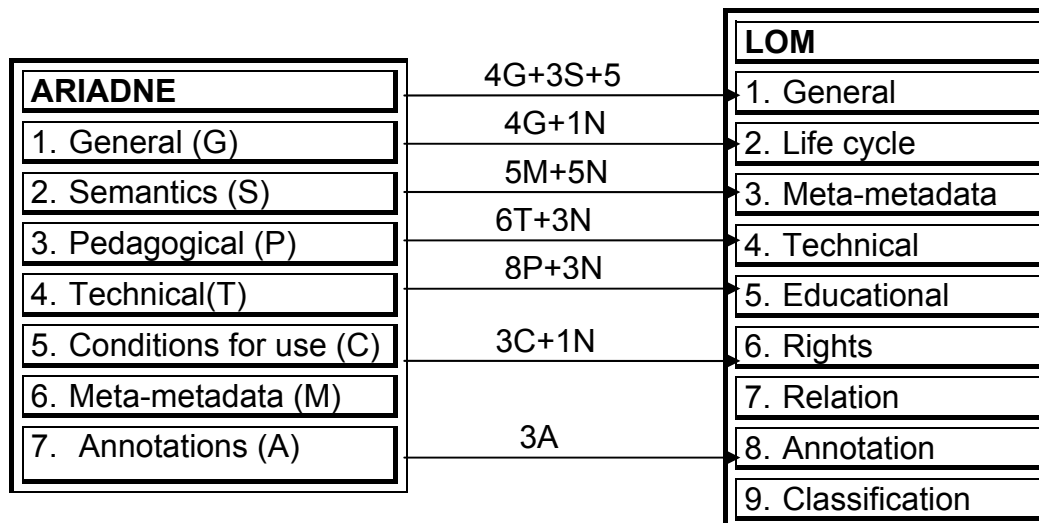 ARIADNE
1. General (G)
2. Semantics (S)
3. Pedagogical (P)
4. Technical(T)
5. Conditions for use (C)
6. Meta-metadata (M)
7. Annotations (A)
4G+3S+5
4G+1N
5M+5N
6T+3N
8P+3N
3C+1N
3A
LOM
1. General
2. Life cycle
3. Meta-metadata
4. Technical
5. Educational
6. Rights
7. Relation
8. Annotation
9. Classification